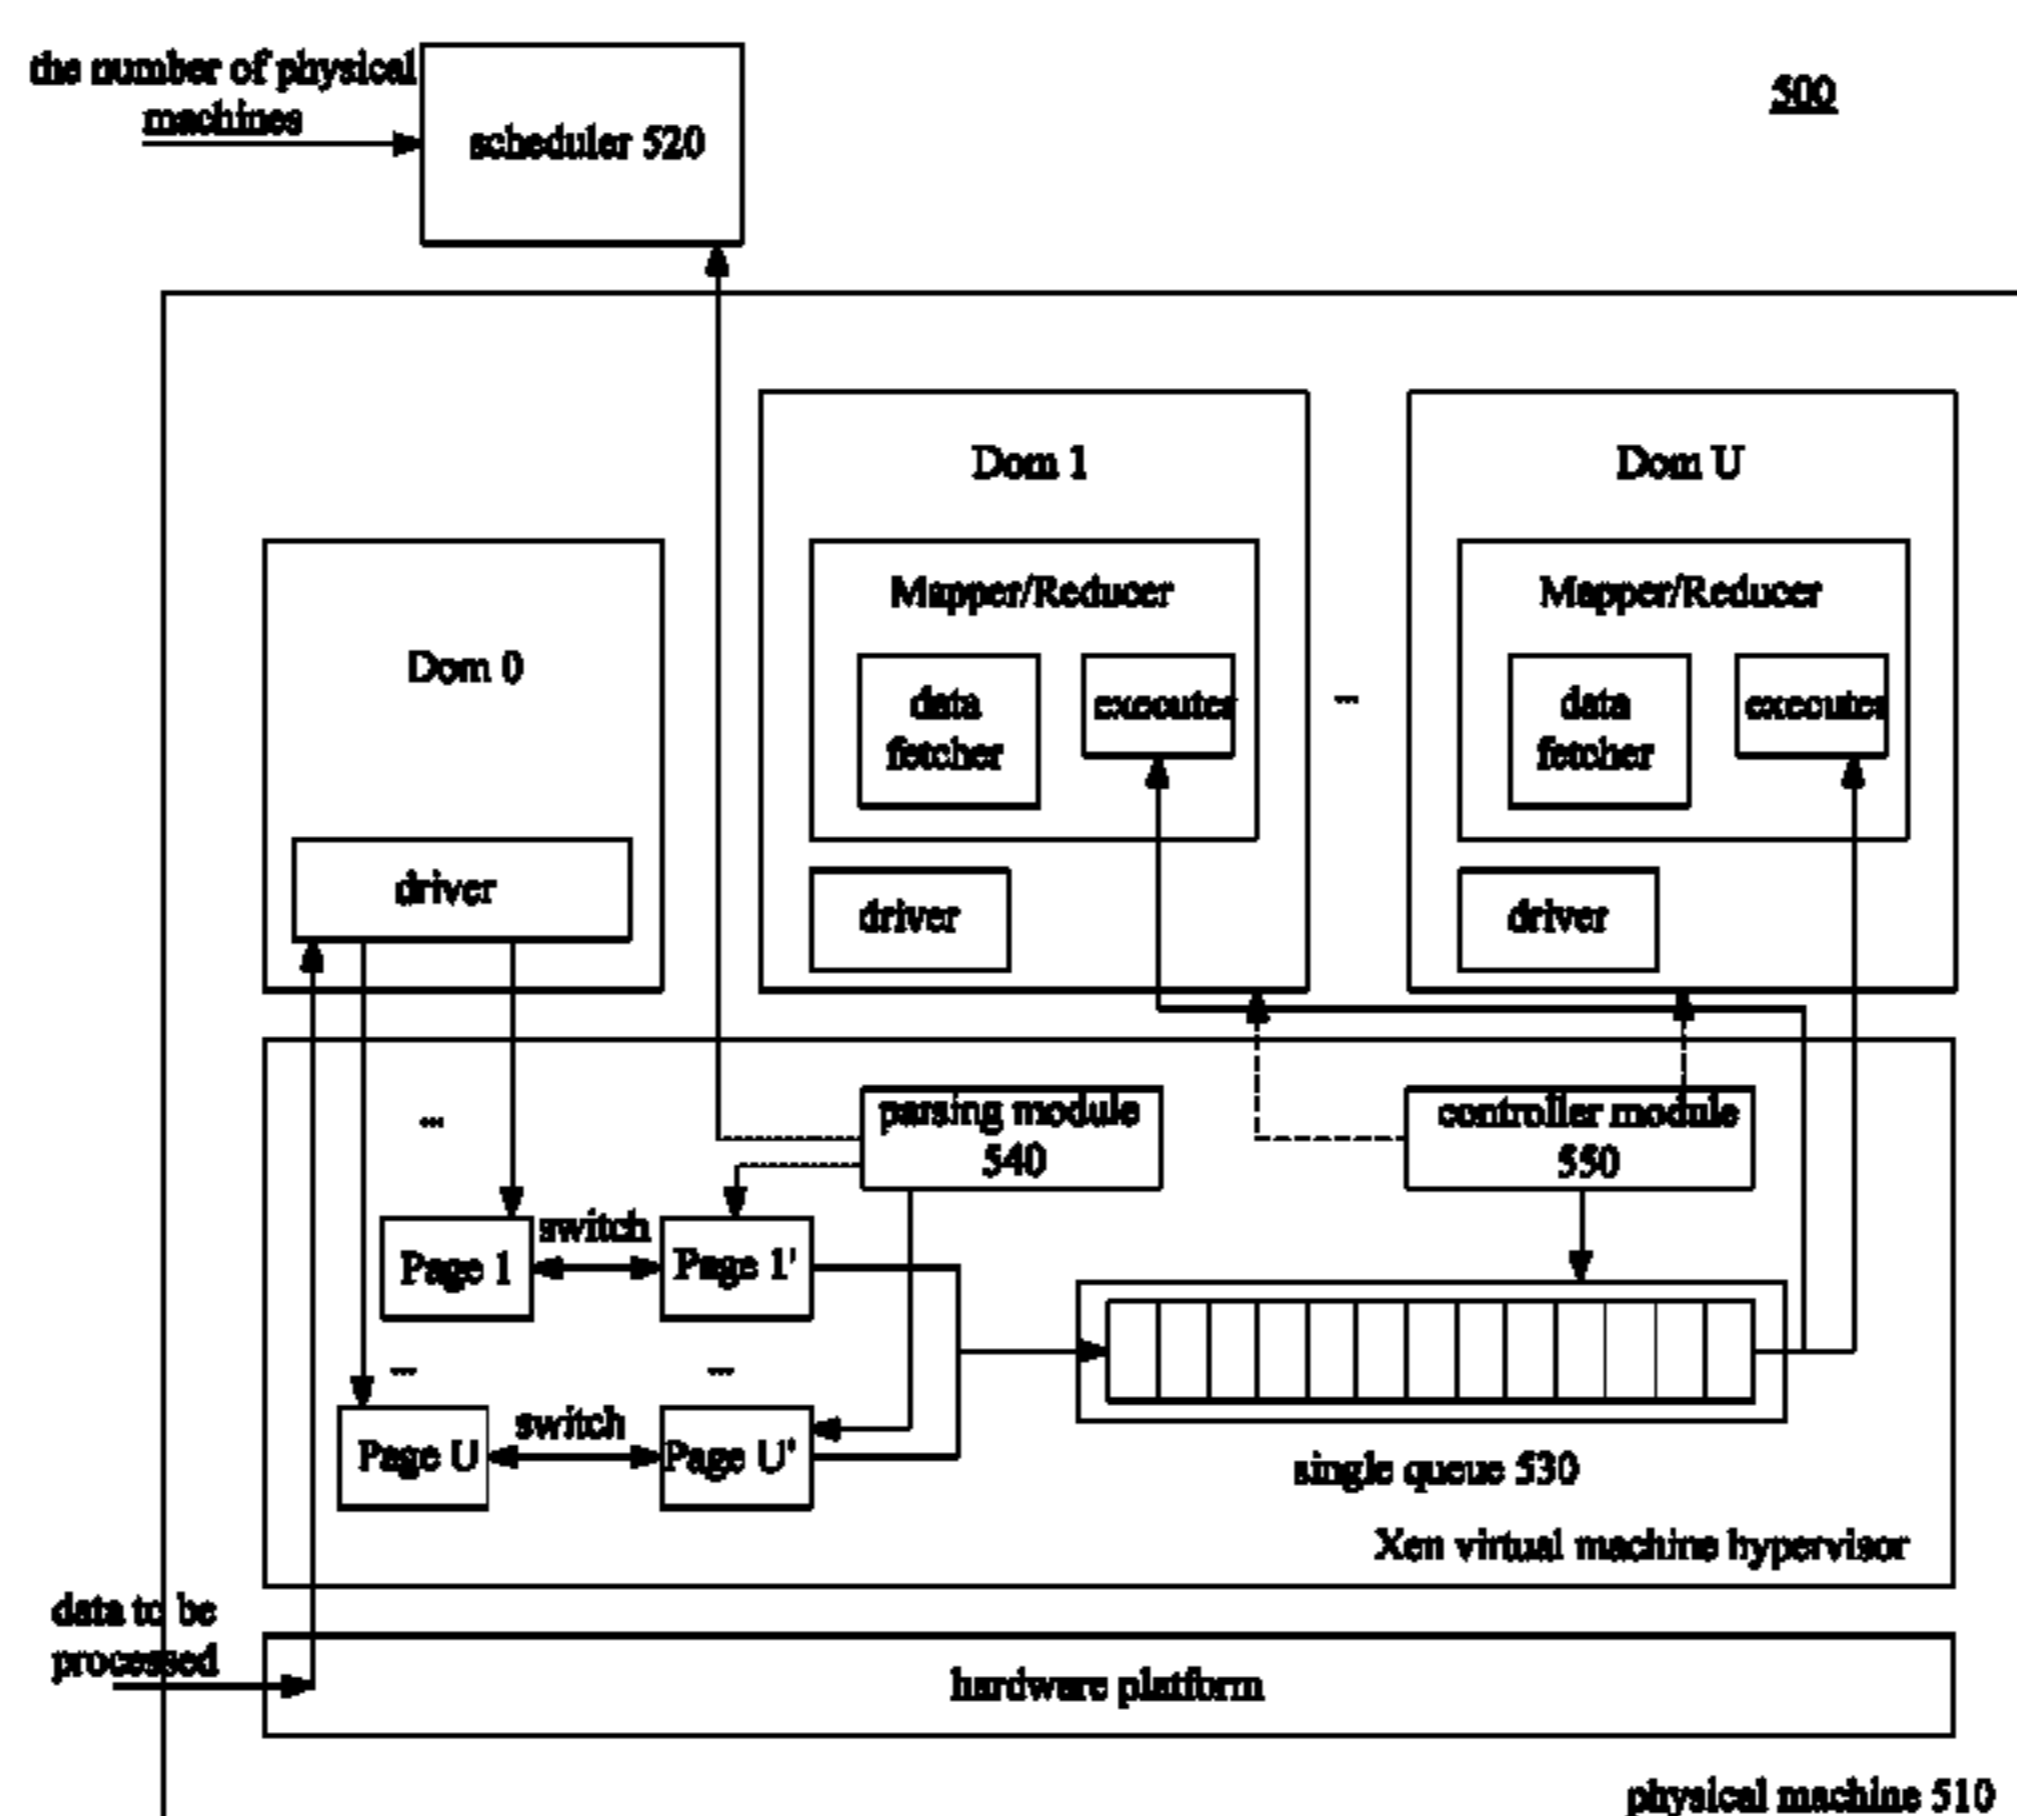 the number of physical
machines
scheduler 520
500
Dom 1
Dom U
Mapper/Reducer
Mapper/Reducer
Dom 0
data
fetcher
executer
...
data
fetcher
executer
driver
driver
driver
...
parsing module
540
controller module
550
switch
Page 1
Page 1'
...
...
switch
Page U
Page U'
single queue 530
Xen virtual machine hypervisor
data to be
processed
hardware platform
physical machine 510